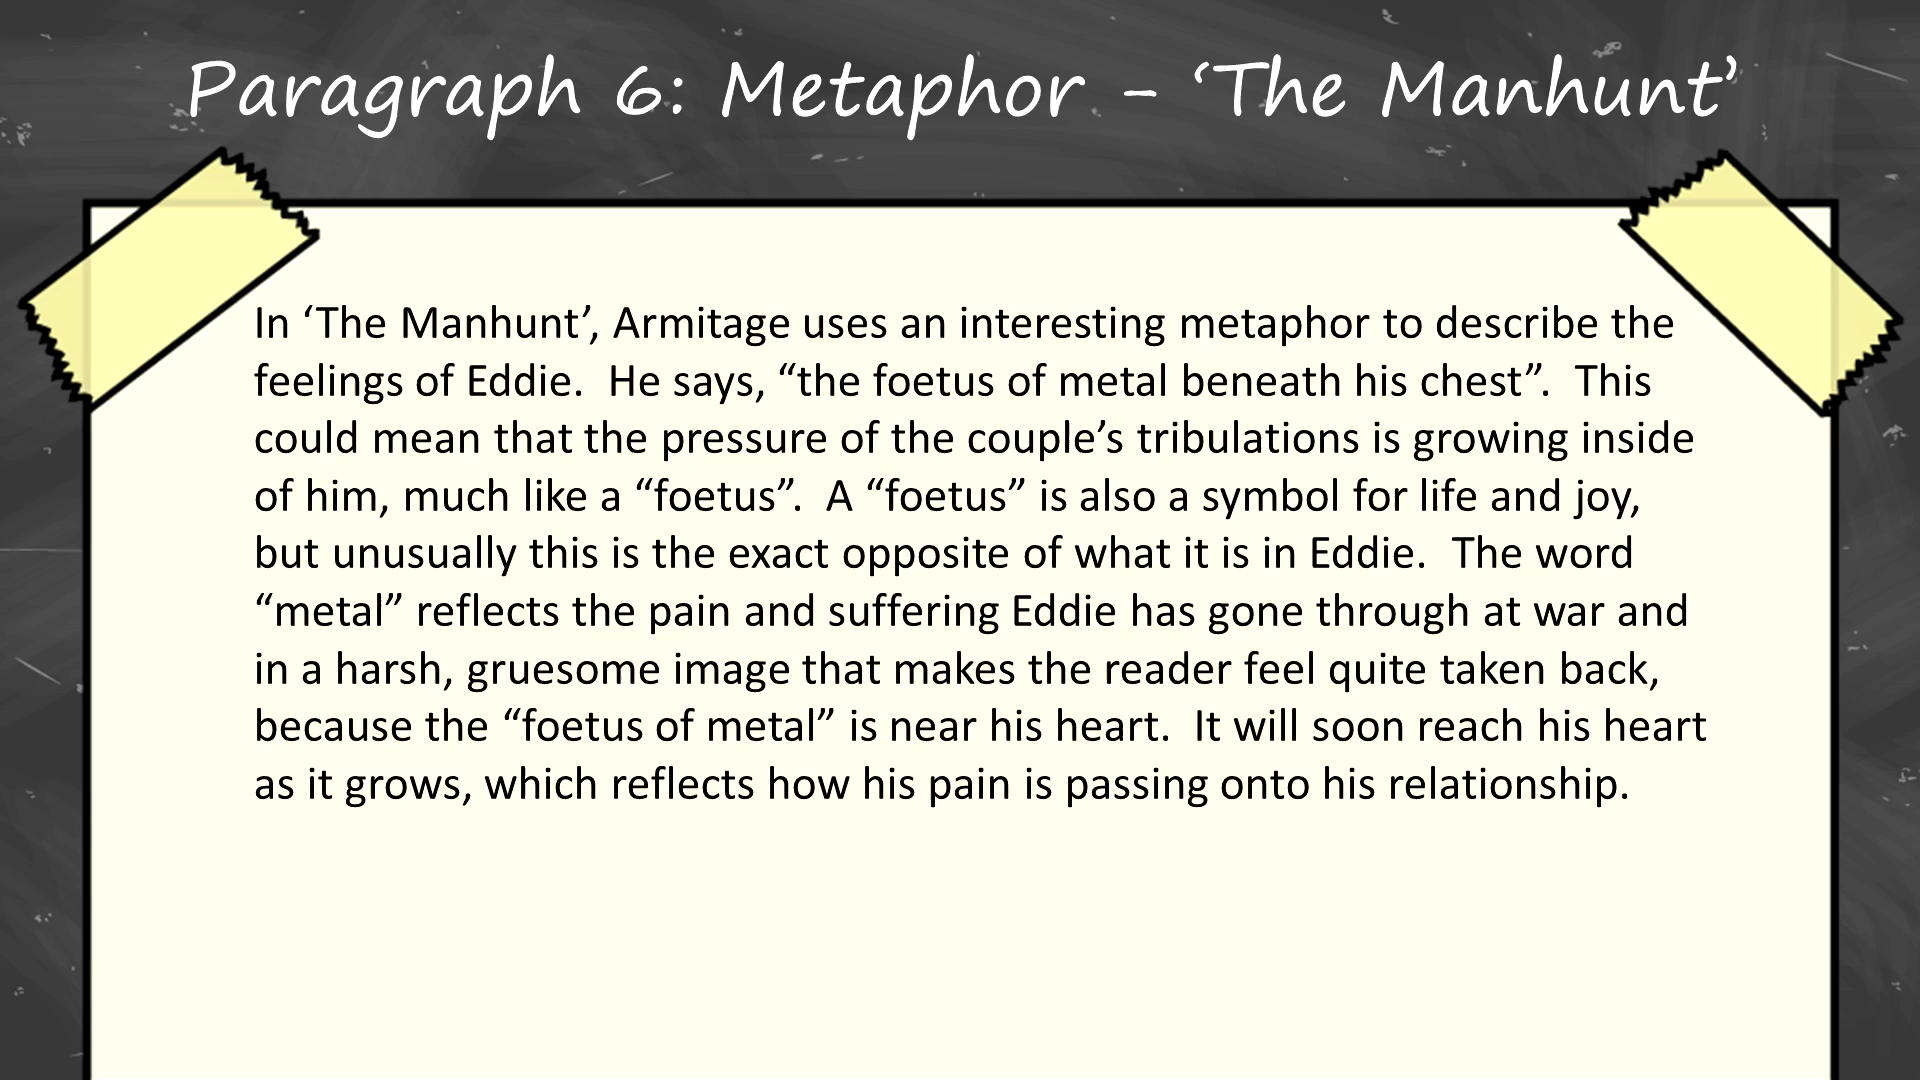 Paragraph 6: Metaphor - ‘The Manhunt’
In ‘The Manhunt’, Armitage uses an interesting metaphor to describe the
feelings of Eddie.  He says, “the foetus of metal beneath his chest”.  This
could mean that the pressure of the couple’s tribulations is growing inside
of him, much like a “foetus”.  A “foetus” is also a symbol for life and joy,
but unusually this is the exact opposite of what it is in Eddie.  The word
“metal” reflects the pain and suffering Eddie has gone through at war and
in a harsh, gruesome image that makes the reader feel quite taken back,
because the “foetus of metal” is near his heart.  It will soon reach his heart
as it grows, which reflects how his pain is passing onto his relationship.